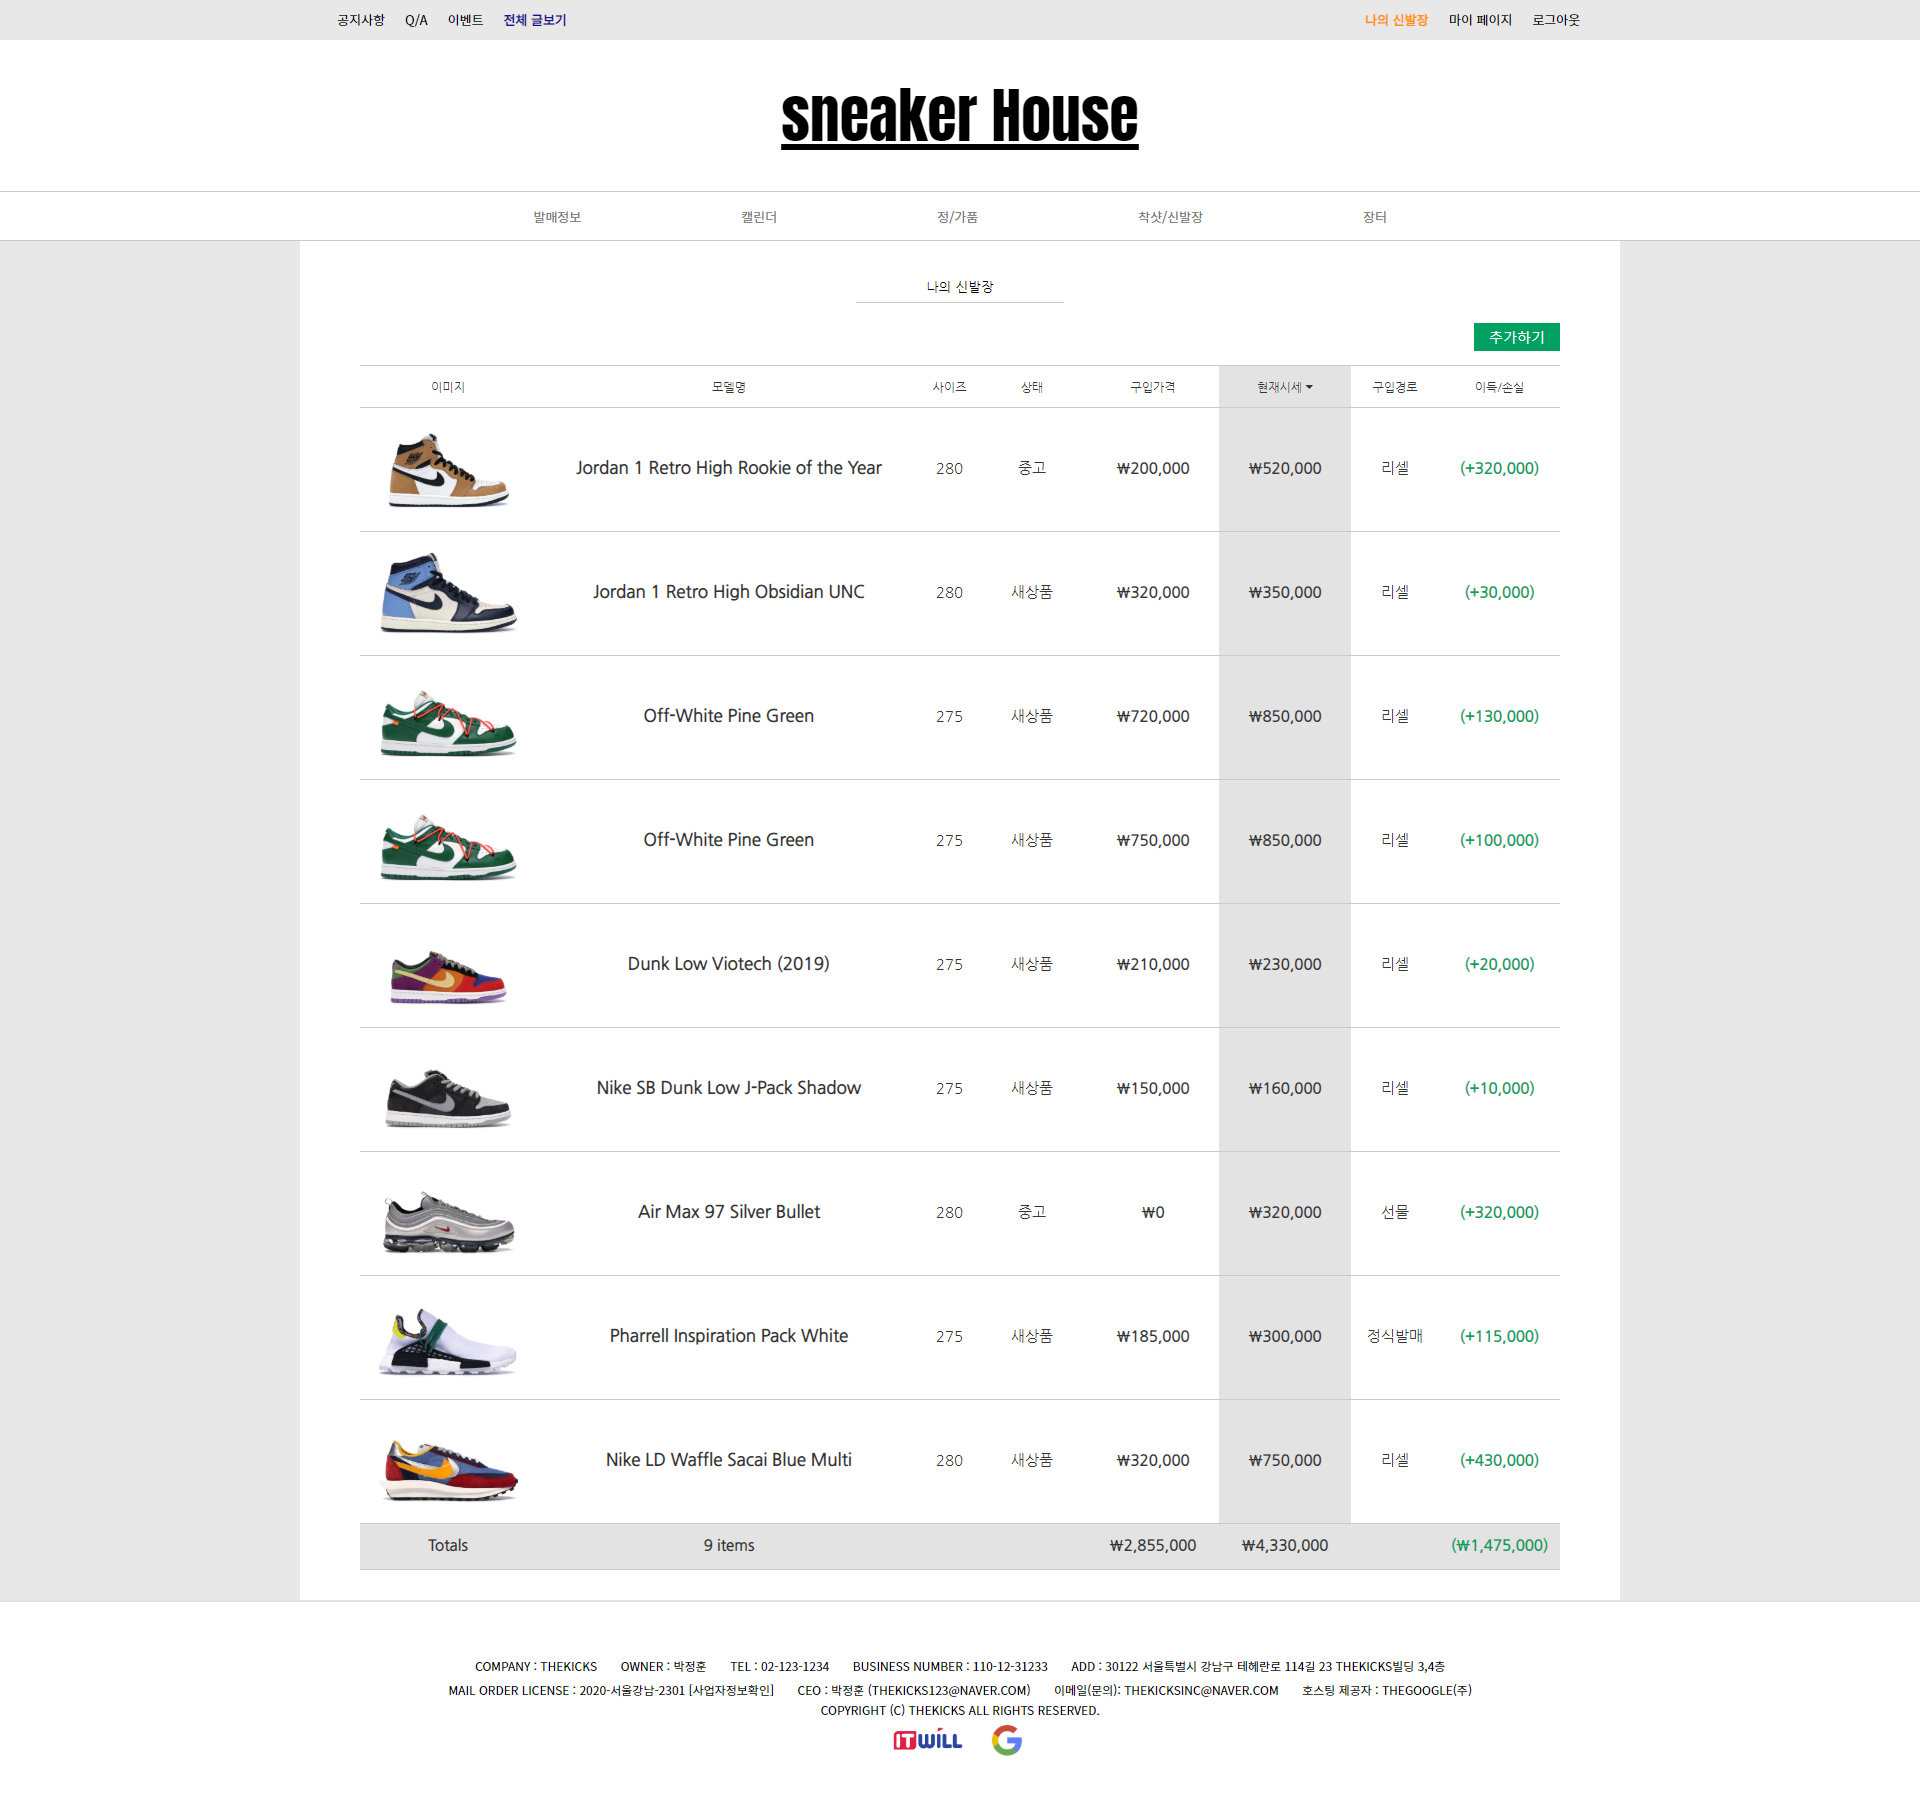 공지사항 Q/A 이벤트 전체 글보기 나의 신발장 마이 페이지 로그아웃
sneaker House
발매정보 캘린더 정/가품 착샷/신발장 장터
나의 신발장
추가하기
이미지 모델명 사이즈 상태 구입가격 현재시세 구입경로 이득/손실
Jordan 1 Retro High Rookie of the Year 280 중고 ₩200,000 ₩520,000 리셀 (+320,000)
Jordan 1 Retro High Obsidian UNC 280 새상품 ₩320,000 ₩350,000 리셀 (+30,000)
Off-White Pine Green 275 새상품 ₩720,000 ₩850,000 리셀 (+130,000)
Off-White Pine Green 275 새상품 ₩750,000 ₩850,000 리셀 (+100,000)
Dunk Low Viotech (2019) 275 새상품 ₩210,000 ₩230,000 리셀 (+20,000)
Nike SB Dunk Low J-Pack Shadow 275 새상품 ₩150,000 ₩160,000 리셀 (+10,000)
Air Max 97 Silver Bullet 280 중고 ₩0 ₩320,000 선물 (+320,000)
Pharrell Inspiration Pack White 275 새상품 ₩185,000 ₩300,000 정식발매 (+115,000)
Nike LD Waffle Sacai Blue Multi 280 새상품 ₩320,000 ₩750,000 리셀 (+430,000)
Totals 9 items ₩2,855,000 ₩4,330,000 (₩1,475,000)
COMPANY : THEKICKS OWNER : 박정훈 TEL : 02-123-1234 BUSINESS NUMBER : 110-12-31233 ADD : 30122 서울특별시 강남구 테헤란로 114길 23 THEKICKS빌딩 3,4층
MAIL ORDER LICENSE : 2020-서울강남-2301 [사업자정보확인] CEO : 박정훈 (THEKICKS123@NAVER.COM) 이메일(문의): THEKICKSINC@NAVER.COM 호스팅 제공자 : THEGOOGLE(주)
COPYRIGHT (C) THEKICKS ALL RIGHTS RESERVED.
ITWILL G